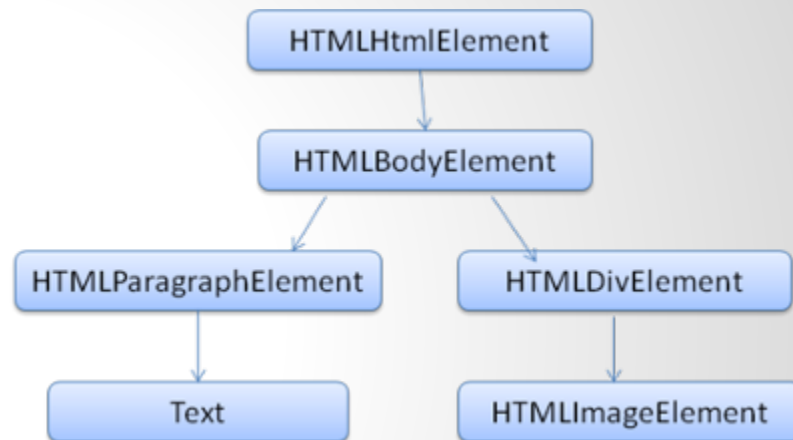 HTMLHtmlElement
HTMLBodyElement
HTMLParagraphElement
HTMLDivElement
Text
HTMLImageElement